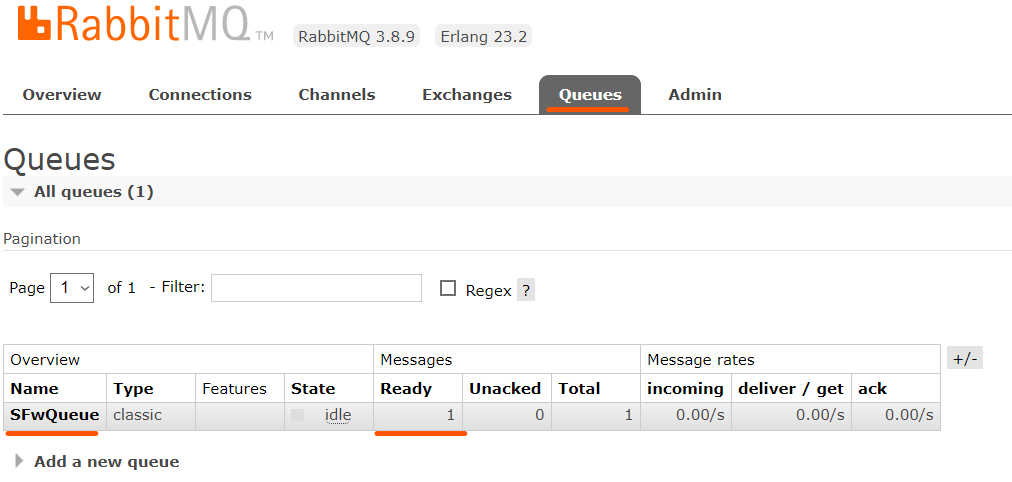 RabbitMQ TM RabbitMQ 3.8.9 Erlang 23.2
Overview Connections Channels Exchanges Queues Admin
Queues
All queues (1)
Pagination
Page 1 of 1 - Filter: Regex ?
Overview Messages Message rates +/-
Name Type Features State Ready Unacked Total incoming deliver / get ack
SFwQueue classic idle 1 0 1 0.00/s 0.00/s 0.00/s
Add a new queue